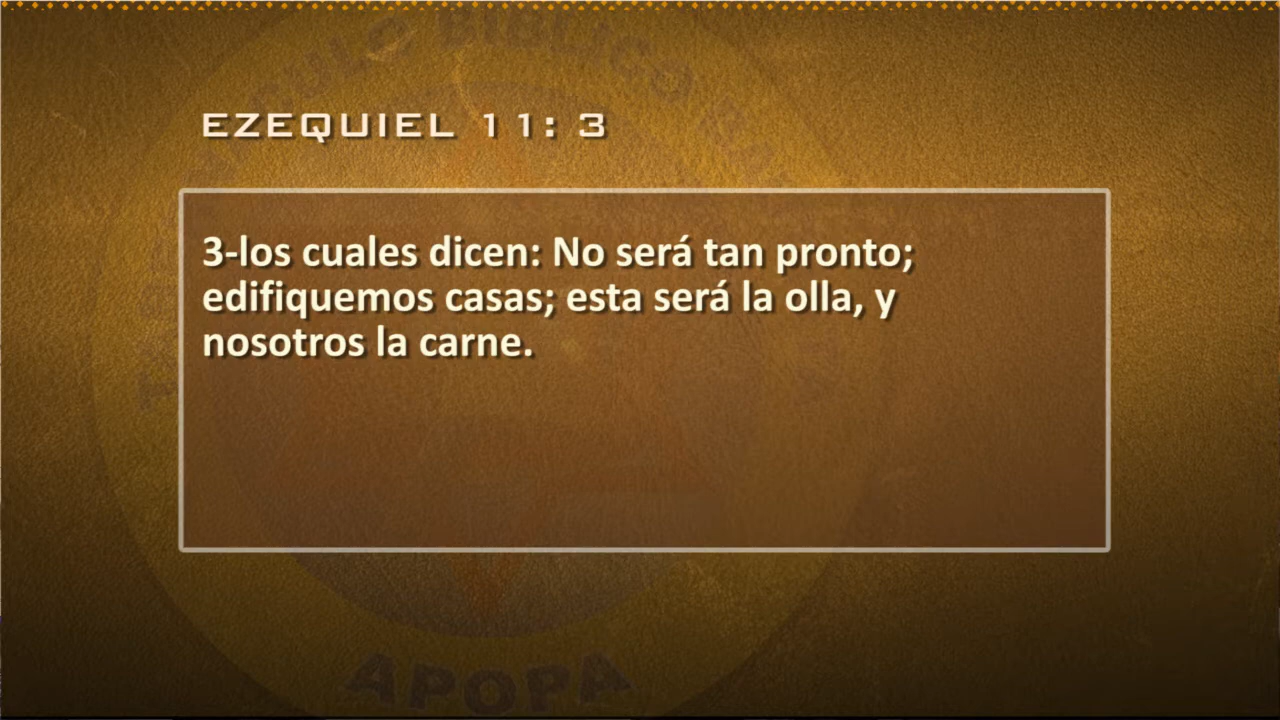 BÍBLICO
EZEQUIEL 11: 3
3-los cuales dicen: No será tan pronto;
edifiquemos casas; esta será la olla, y
nosotros la carne.
APOPA